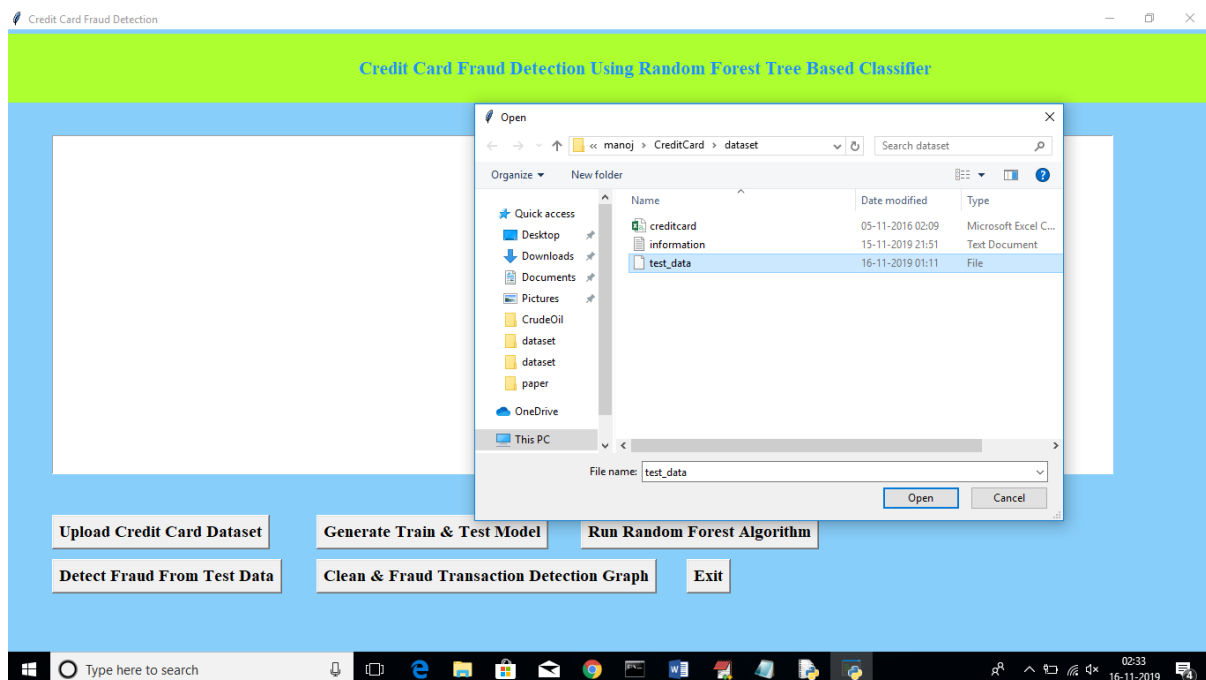 Credit Card Fraud Detection
Credit Card Fraud Detection Using Random Forest Tree Based Classifier
Open
« manoj › CreditCard › dataset
Search dataset
Organize
New folder
Name Date modified Type
Quick access
Desktop
Downloads
Documents
Pictures
CrudeOil
dataset
dataset
paper
OneDrive
This PC
creditcard 05-11-2016 02:09 Microsoft Excel C...
information 15-11-2019 21:51 Text Document
test_data 16-11-2019 01:11 File
File name: test_data
Open Cancel
Upload Credit Card Dataset Generate Train & Test Model Run Random Forest Algorithm
Detect Fraud From Test Data Clean & Fraud Transaction Detection Graph Exit
Type here to search
02:33
16-11-2019
4